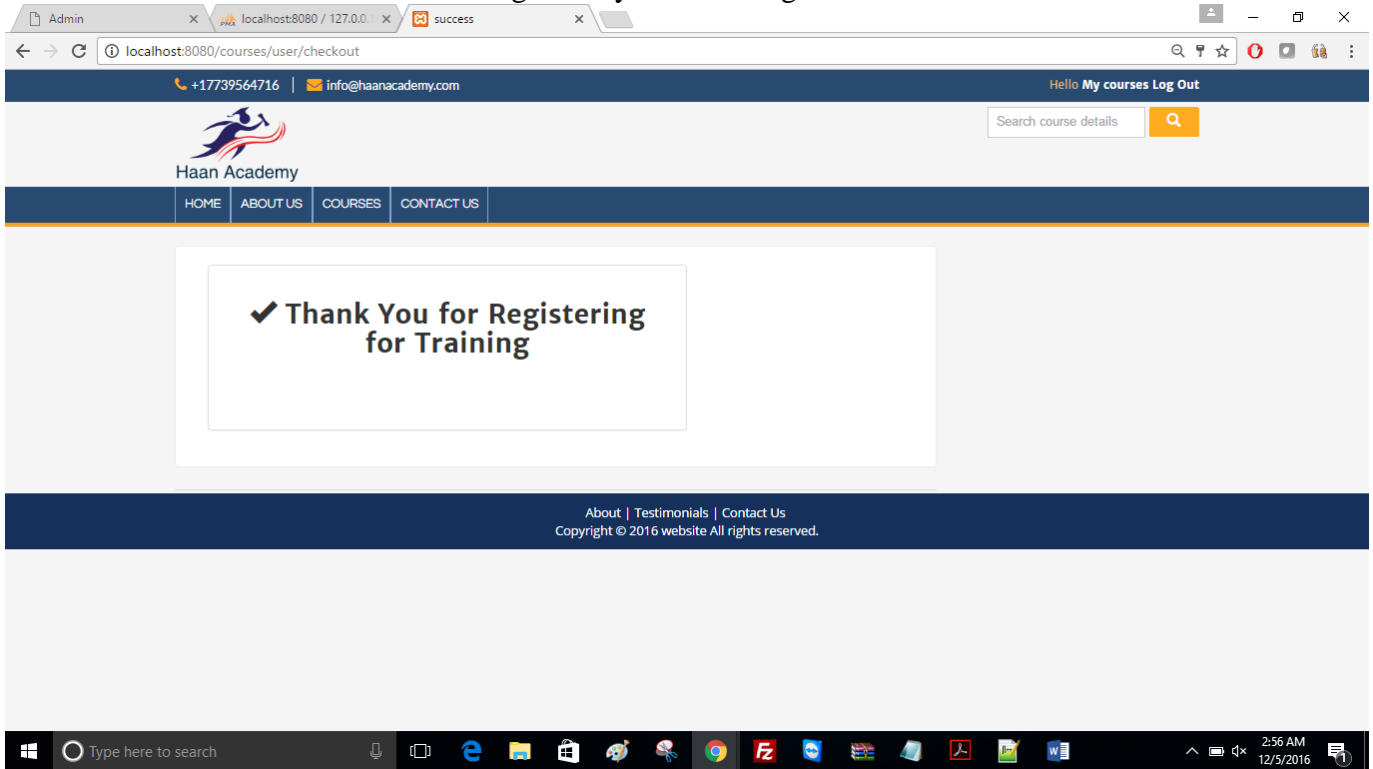 Admin
localhost:8080 / 127.0.0.1
success
localhost:8080/courses/user/checkout
+17739564716 | info@haanacademy.com
Hello My courses Log Out
Search course details
Haan Academy
HOME
ABOUT US
COURSES
CONTACT US
Thank You for Registering
for Training
About | Testimonials | Contact Us
Copyright © 2016 website All rights reserved.
Type here to search
2:56 AM
12/5/2016
1